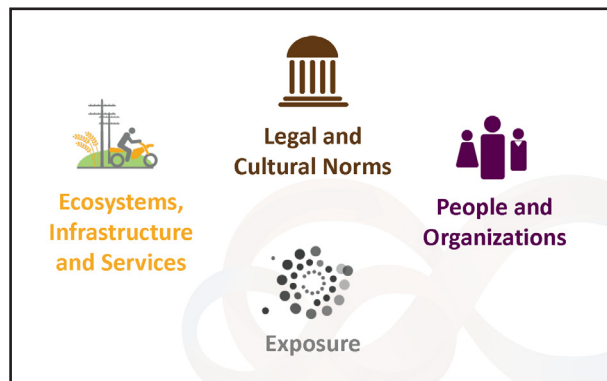 Legal and
Cultural Norms
Ecosystems,
Infrastructure
and Services
People and
Organizations
Exposure